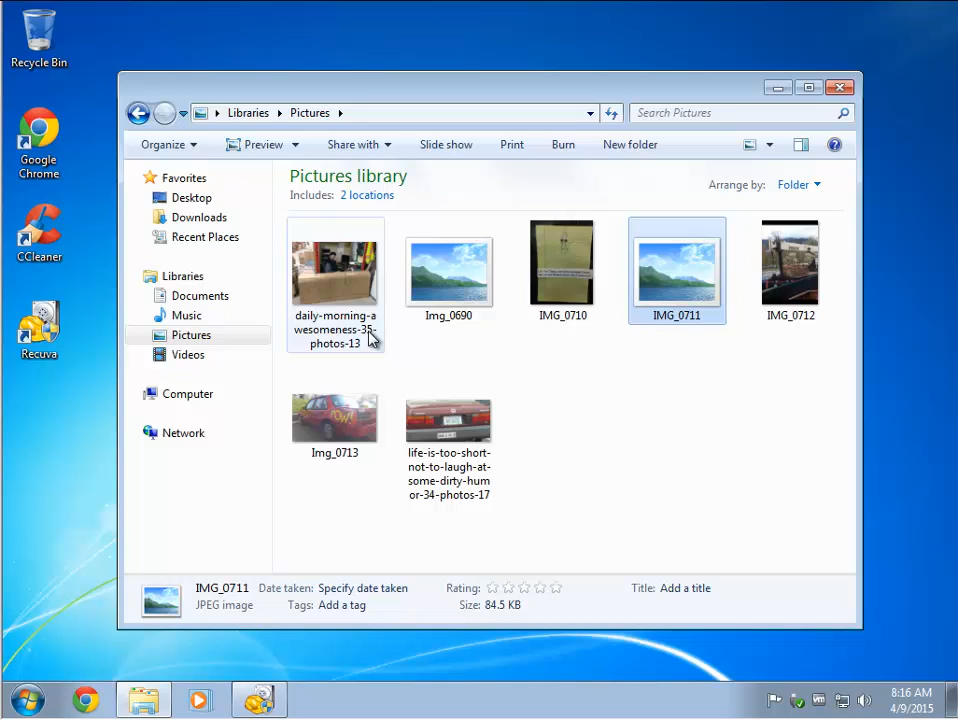 Recycle Bin
Google
Chrome
CCleaner
Recuva
Libraries
Pictures
Search Pictures
Organize
Preview
Share with
Slide show
Print
Burn
New folder
Favorites
Desktop
Downloads
Recent Places
Libraries
Documents
Music
Pictures
Videos
Computer
Network
Pictures library
Includes: 2 locations
Arrange by: Folder
daily-morning-a
wesomeness-35-
photos-13
Img_0690
IMG_0710
IMG_0711
IMG_0712
Img_0713
life-is-too-short-
not-to-laugh-at-
some-dirty-hum
or-34-photos-17
IMG_0711
JPEG image
Date taken: Specify date taken
Tags: Add a tag
Rating:
Size: 84.5 KB
Title: Add a title
8:16 AM
4/9/2015